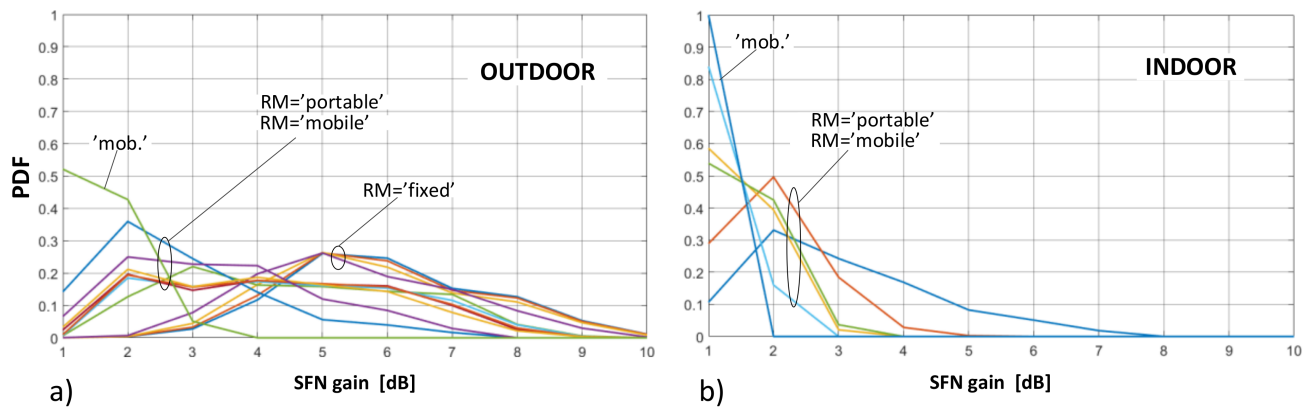 1
0.9
0.8
0.7
0.6
0.5
0.4
0.3
0.2
0.1
0
1 2 3 4 5 6 7 8 9 10
PDF
OUTDOOR
RM='portable'
RM='mobile'
'mob.'
RM='fixed'
SFN gain [dB]
a)
1
0.9
0.8
0.7
0.6
0.5
0.4
0.3
0.2
0.1
0
1 2 3 4 5 6 7 8 9 10
'mob.'
INDOOR
RM='portable'
RM='mobile'
SFN gain [dB]
b)